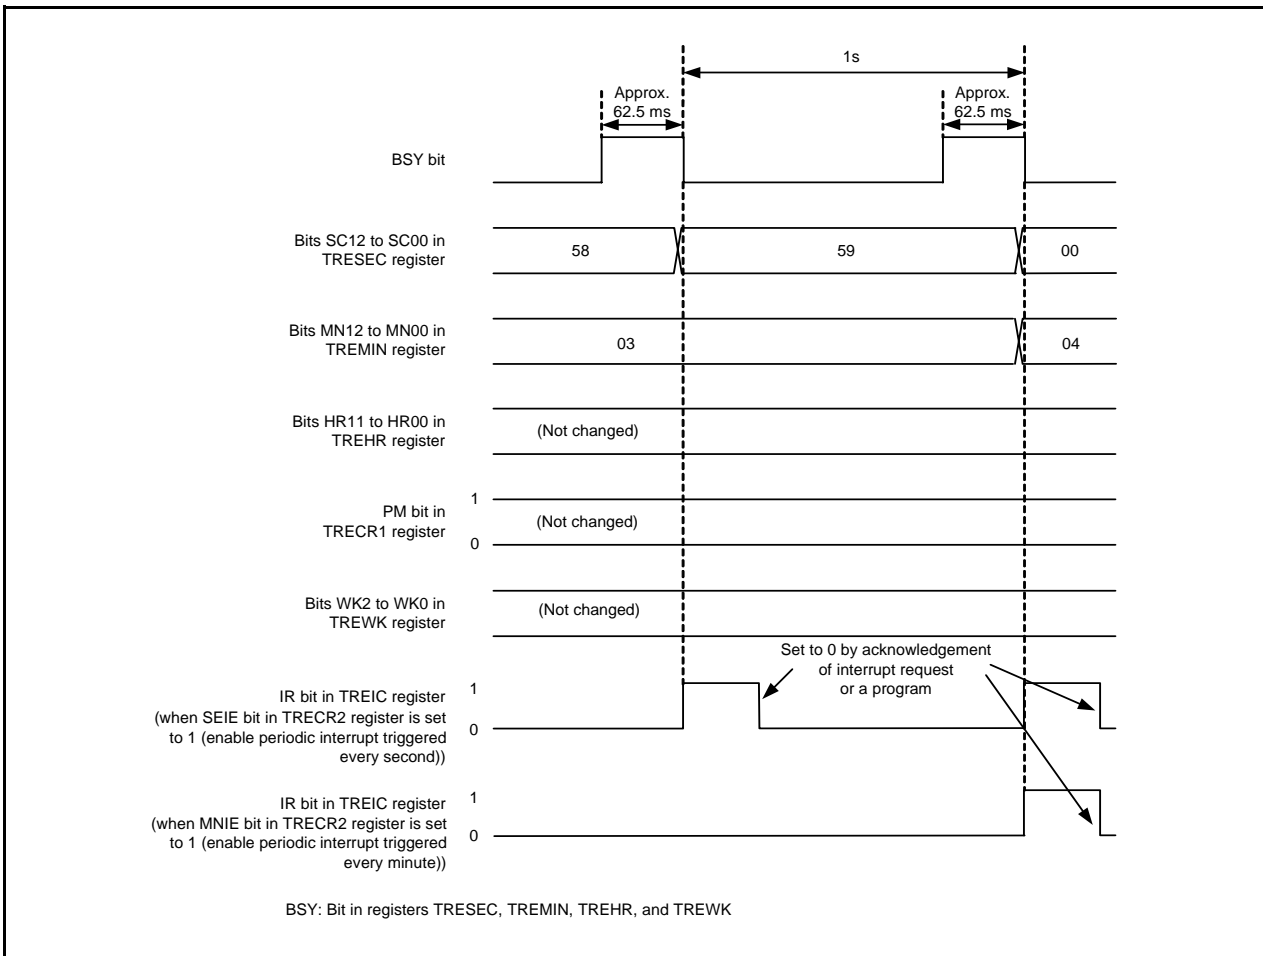 1s
Approx.
62.5 ms
Approx.
62.5 ms
BSY bit
Bits SC12 to SC00 in
TRESEC register
58
59
00
Bits MN12 to MN00 in
TREMIN register
03
04
Bits HR11 to HR00 in
TREHR register
(Not changed)
PM bit in
TRECR1 register
1
0
(Not changed)
Bits WK2 to WK0 in
TREWK register
(Not changed)
Set to 0 by acknowledgement
of interrupt request
or a program
IR bit in TREIC register
(when SEIE bit in TRECR2 register is set
to 1 (enable periodic interrupt triggered
every second))
1
0
IR bit in TREIC register
(when MNIE bit in TRECR2 register is set
to 1 (enable periodic interrupt triggered
every minute))
1
0
BSY: Bit in registers TRESEC, TREMIN, TREHR, and TREWK